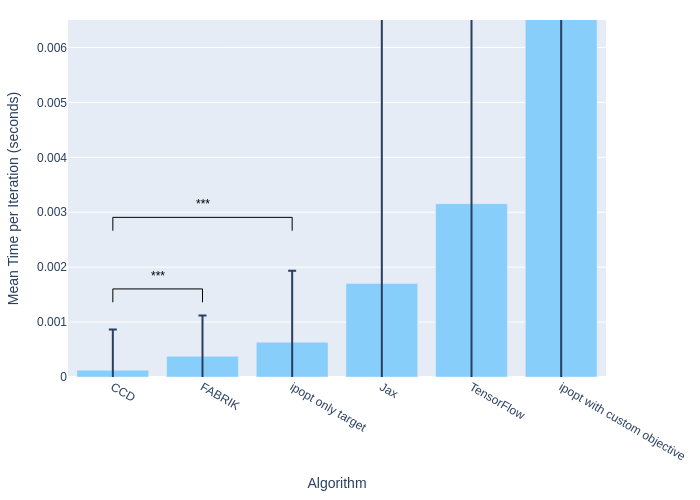 Mean Time per Iteration (seconds)
0.006
0.005
0.004
0.003
0.002
0.001
0
***
***
CCD
FABRIK
ipopt only target
Jax
TensorFlow
ipopt with custom objective
Algorithm